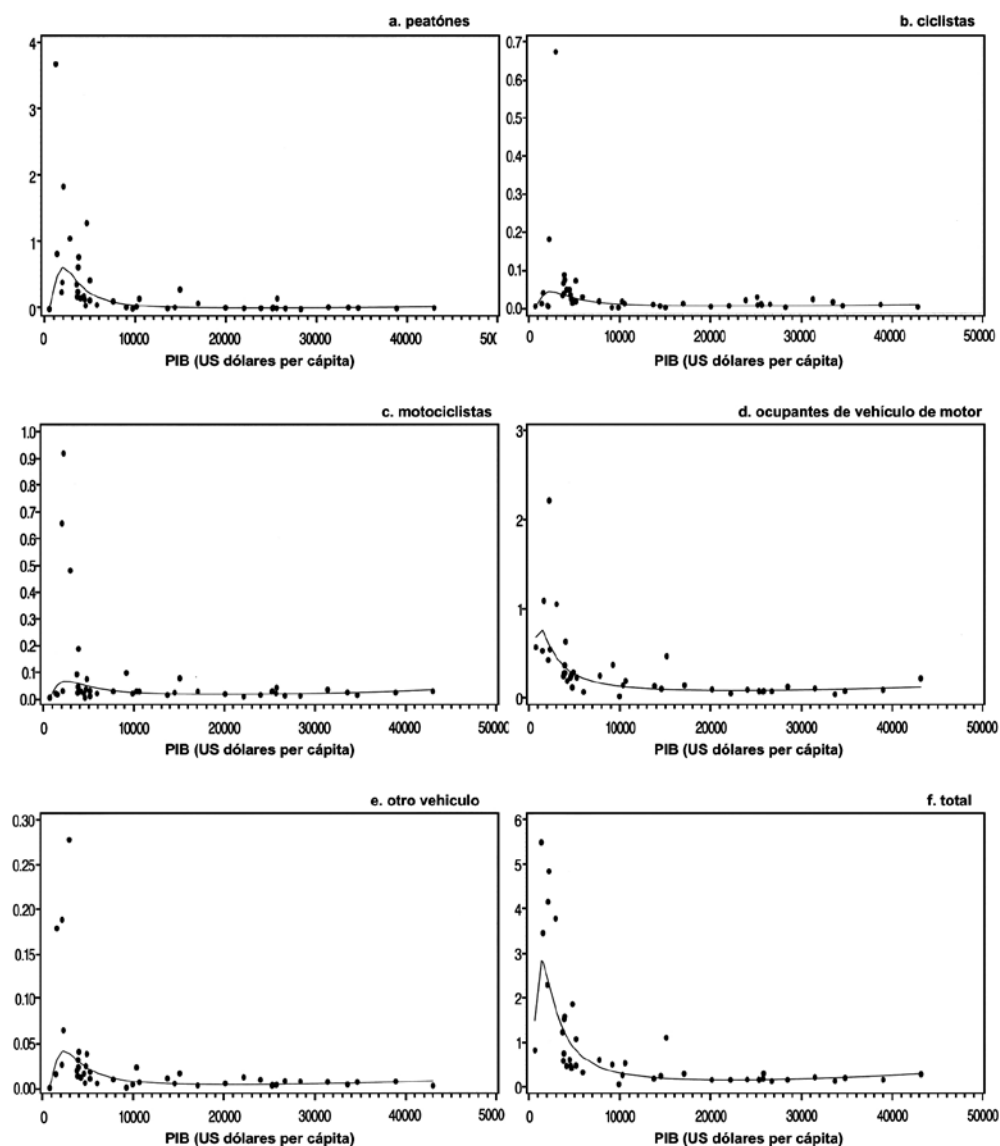 a. peatónes
4
3
2
1
0
0 10000 20000 30000 40000 500
PIB (US dólares per cápita)
b. ciclistas
0.7
0.6
0.5
0.4
0.3
0.2
0.1
0.0
0 10000 20000 30000 40000 50000
PIB (US dólares per cápita)
c. motociclistas
1.0
0.9
0.8
0.7
0.6
0.5
0.4
0.3
0.2
0.1
0.0
0 10000 20000 30000 40000 50000
PIB (US dólares per cápita)
d. ocupantes de vehículo de motor
3
2
1
0
0 10000 20000 30000 40000 50000
PIB (US dólares per cápita)
e. otro vehiculo
0.30
0.25
0.20
0.15
0.10
0.05
0.00
0 10000 20000 30000 40000 50000
PIB (US dólares per cápita)
f. total
6
5
4
3
2
1
0
0 10000 20000 30000 40000 50000
PIB (US dólares per cápita)